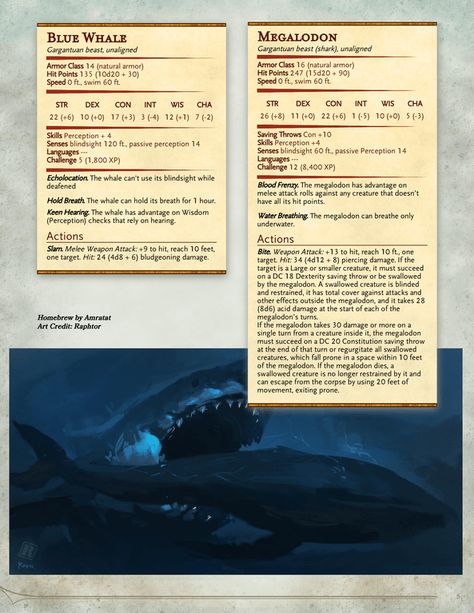 BLUE WHALE
Gargantuan beast, unaligned
Armor Class 14 (natural armor)
Hit Points 135 (10d20 + 30)
Speed 0 ft., swim 60 ft.
STR DEX CON INT WIS CHA
22 (+6) 10 (+0) 17 (+3) 3 (-4) 12 (+1) 7 (-2)
Skills Perception + 4
Senses blindsight 120 ft., passive perception 14
Languages ---
Challenge 5 (1,800 XP)
Echolocation. The whale can't use its blindsight while
deafened
Hold Breath. The whale can hold its breath for 1 hour.
Keen Hearing. The whale has advantage on Wisdom
(Perception) checks that rely on hearing.
Actions
Slam. Melee Weapon Attack: +9 to hit, reach 10 feet,
one target. Hit: 24 (4d8 + 6) bludgeoning damage.
Homebrew by Amratat
Art Credit: Raphtor
MEGALODON
Gargantuan beast (shark), unaligned
Armor Class 16 (natural armor)
Hit Points 247 (15d20 + 90)
Speed 0 ft., swim 60 ft.
STR DEX CON INT WIS CHA
26 (+8) 11 (+0) 22 (+6) 1 (-5) 10 (+0) 5 (-3)
Saving Throws Con +10
Skills Perception +4
Senses blindsight 60 ft., passive perception 14
Languages ---
Challenge 12 (8,400 XP)
Blood Frenzy. The megalodon has advantage on
melee attack rolls against any creature that doesn't
have all its hit points.
Water Breathing. The megalodon can breathe only
underwater.
Actions
Bite. Weapon Attack: +13 to hit, reach 10 ft., one
target. Hit: 34 (4d12 + 8) piercing damage. If the
target is a Large or smaller creature, it must succeed
on a DC 18 Dexterity saving throw or be swallowed
by the megalodon. A swallowed creature is blinded
and restrained, it has total cover against attacks and
other effects outside the megalodon, and it takes 28
(8d6) acid damage at the start of each of the
megalodon's turns.
If the megalodon takes 30 damage or more on a
single turn from a creature inside it, the megalodon
must succeed on a DC 20 Constitution saving throw
at the end of that turn or regurgitate all swallowed
creatures, which fall prone in a space within 10 feet
of the megalodon. If the megalodon dies, a
swallowed creature is no longer restrained by it and
can escape from the corpse by using 20 feet of
movement, exiting prone.